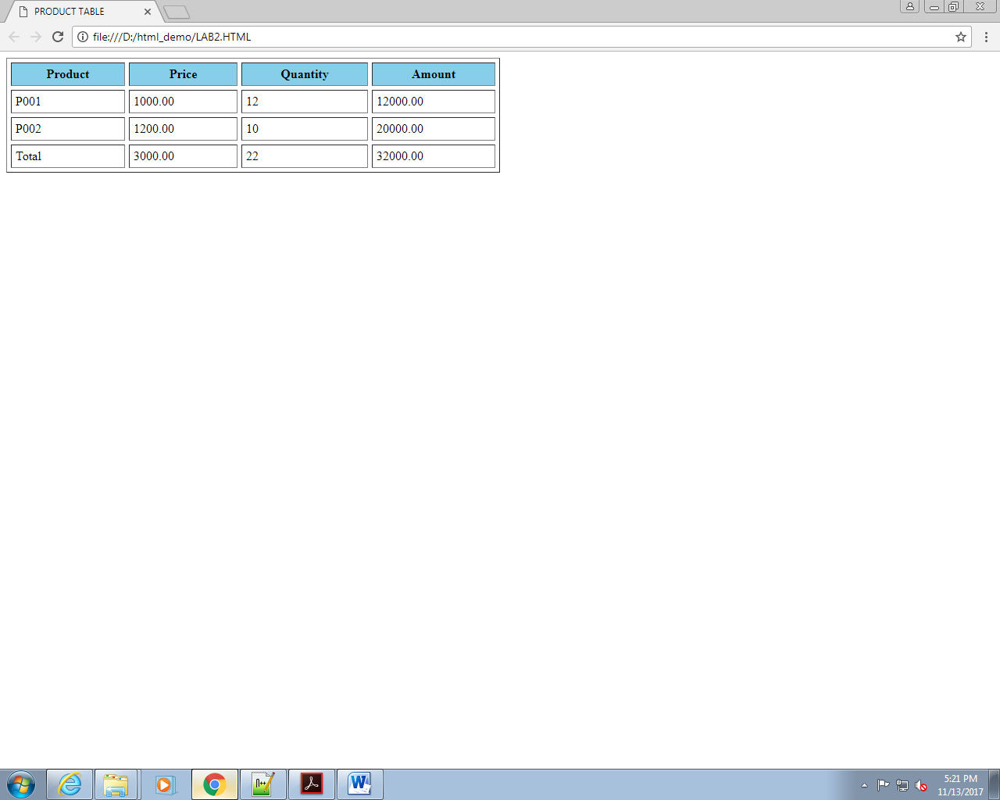 PRODUCT TABLE
file:///D:/html_demo/LAB2.HTML
Product Price Quantity Amount
P001 1000.00 12 12000.00
P002 1200.00 10 20000.00
Total 3000.00 22 32000.00
N++
W
5:21 PM
11/13/2017